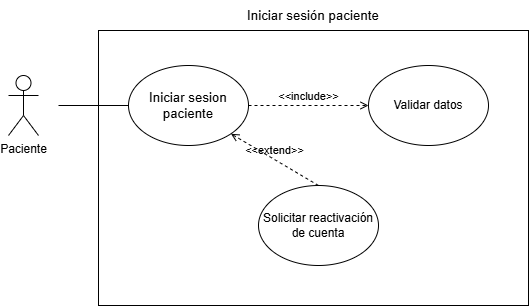 Iniciar sesión paciente
Iniciar sesion
paciente
<<include>>
Validar datos
Paciente
<<extend>>
Solicitar reactivación
de cuenta